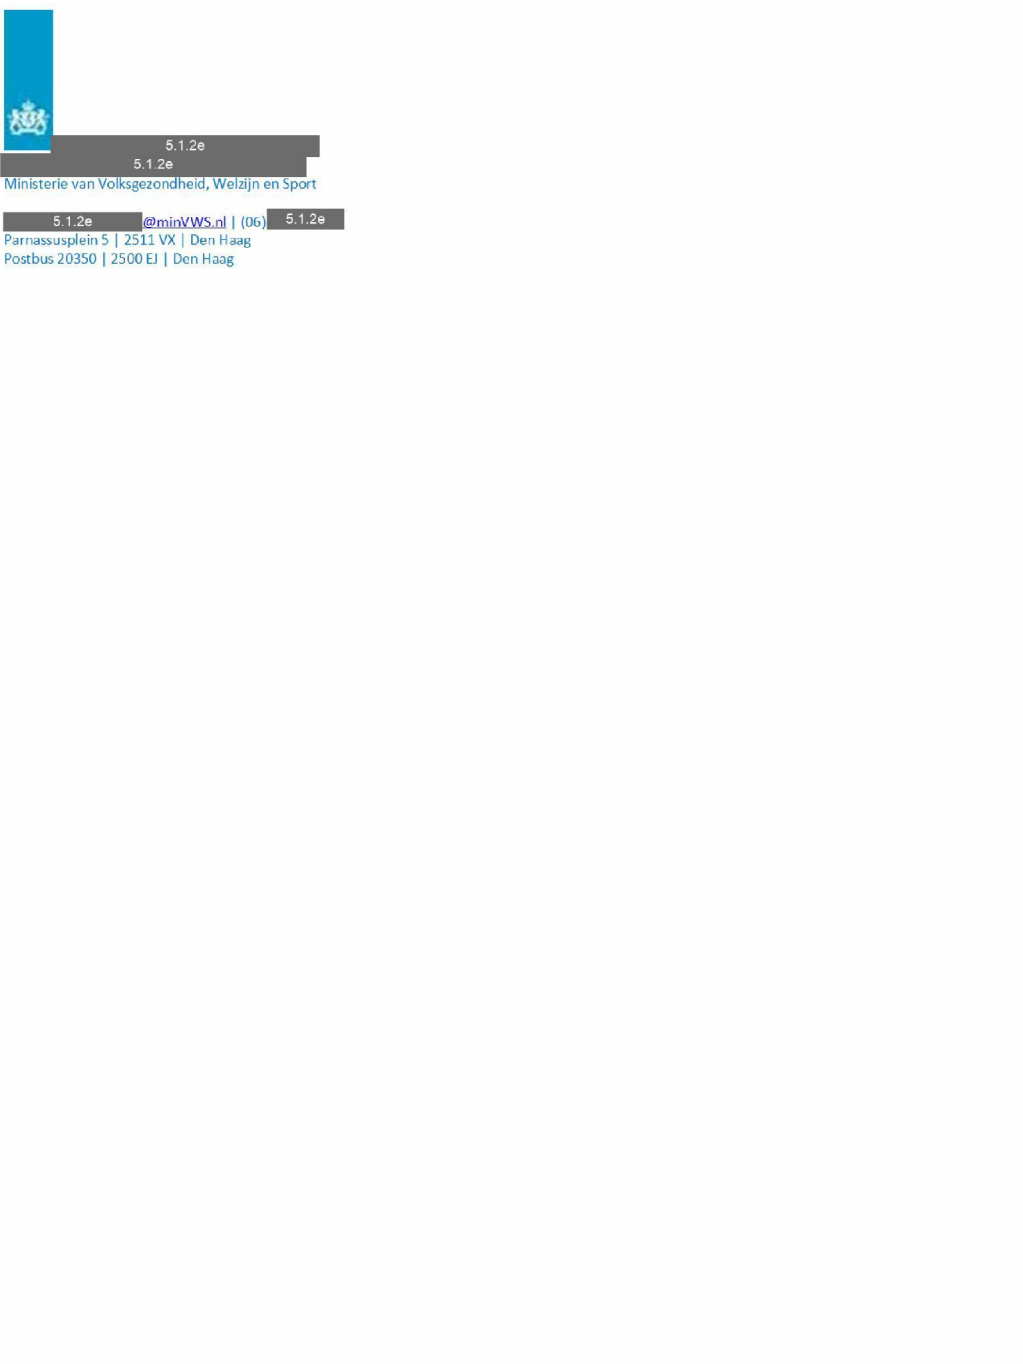 5.1.2e
5.1.2e
Ministerie van Volksgezondheid, Welzijn en Sport
5.1.2e @minVWS.nl | (06) 5.1.2e
Parnassusplein 5 | 2511 VX | Den Haag
Postbus 20350 | 2500 EJ | Den Haag